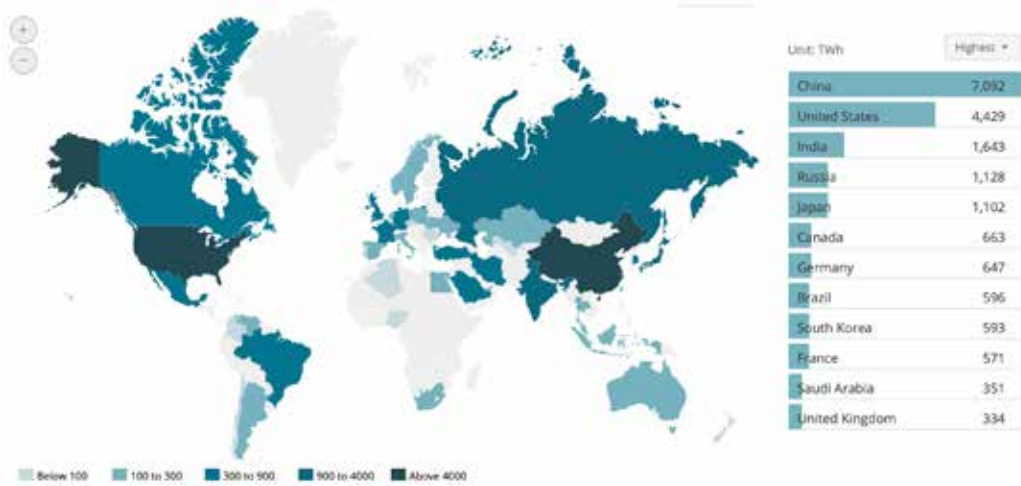 +
−
Unit: TWh
Highest
China 7,092
United States 4,429
India 1,643
Russia 1,128
Japan 1,102
Canada 663
Germany 647
Brazil 596
South Korea 593
France 571
Saudi Arabia 351
United Kingdom 334
Below 100
100 to 300
300 to 900
900 to 4000
Above 4000